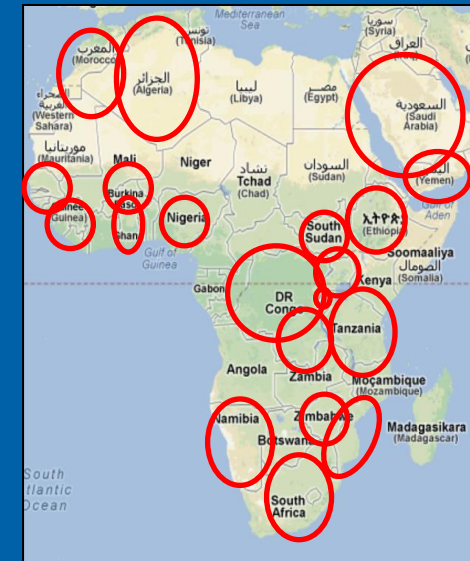 Mediterranean
Sea
سوريا
(Syria)
العراق
تونس
(Tunisia)
المغرب
(Morocco
الجزائر
(Algeria)
ليبيا
(Libya)
مصر
(Egypt)
السعودية
(Saudi
Arabia)
الصحراء
الغربية
(Western
Sahara)
موريتانيا
(Mauritania)
Mali
Niger
تشاد
Tchad
(Chad)
السودان
(Sudan)
اليمن
(Yemen)
Gulf of
Aden
Burkina
Faso
Guinea)
Ghana
Nigeria
South
Sudan
(Ethiopia)
Soomaaliya
الصومال
(Somalia)
Gulf of
Guinea
Gabon
DR
Congo
Kenya
Tanzania
Angola
Zambia
Moçambique
(Mozambique)
Namibia
Zimbabwe
Botswana
Madagasikara
(Madagascar)
South
Africa
South
tlantic
Ocean